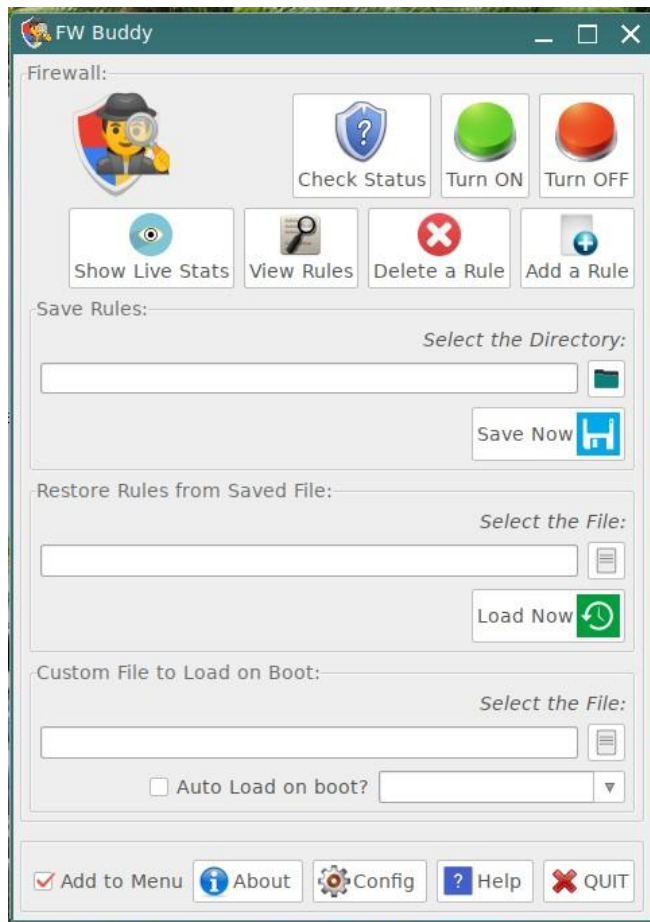 FW Buddy
Firewall:
Check Status Turn ON Turn OFF
Show Live Stats View Rules Delete a Rule Add a Rule
Save Rules:
Select the Directory:
Save Now
Restore Rules from Saved File:
Select the File:
Load Now
Custom File to Load on Boot:
Select the File:
Auto Load on boot?
Add to Menu About Config Help QUIT